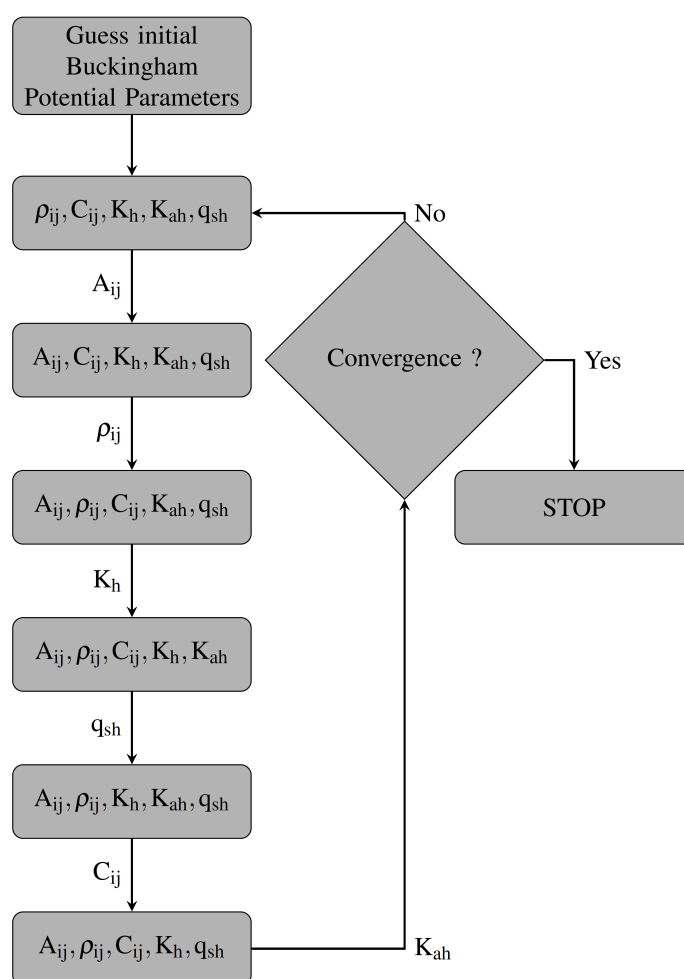 Guess initial
Buckingham
Potential Parameters
ρij, Cij, Kh, Kah, qsh
No
Aij
Aij, Cij, Kh, Kah, qsh
Convergence ?
Yes
ρij
Aij, ρij, Cij, Kah, qsh
STOP
Kh
Aij, ρij, Cij, Kh, Kah
qsh
Aij, ρij, Kh, Kah, qsh
Cij
Aij, ρij, Cij, Kh, qsh
Kah